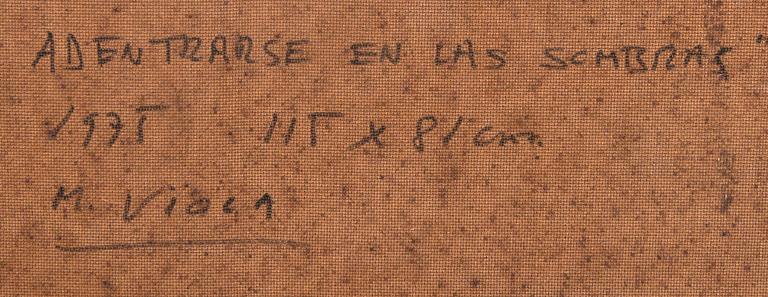 ADENTRARSE EN LAS SOMBRAS"
1975 115 x 81 cm.
M. Viola